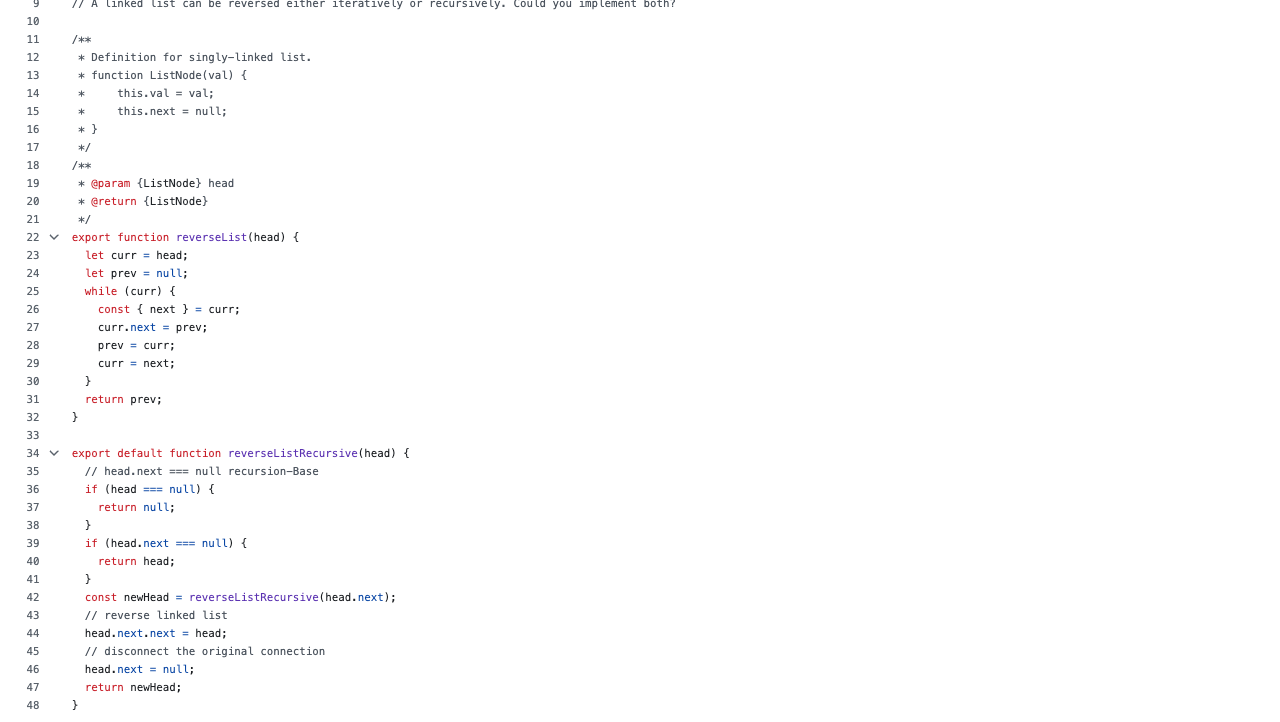 9 // A linked list can be reversed either iteratively or recursively. Could you implement both?
10
11 /**
12  * Definition for singly-linked list.
13  * function ListNode(val) {
14  *     this.val = val;
15  *     this.next = null;
16  * }
17  */
18 /**
19  * @param {ListNode} head
20  * @return {ListNode}
21  */
22 export function reverseList(head) {
23   let curr = head;
24   let prev = null;
25   while (curr) {
26     const { next } = curr;
27     curr.next = prev;
28     prev = curr;
29     curr = next;
30   }
31   return prev;
32 }
33
34 export default function reverseListRecursive(head) {
35   // head.next === null recursion-Base
36   if (head === null) {
37     return null;
38   }
39   if (head.next === null) {
40     return head;
41   }
42   const newHead = reverseListRecursive(head.next);
43   // reverse linked list
44   head.next.next = head;
45   // disconnect the original connection
46   head.next = null;
47   return newHead;
48 }